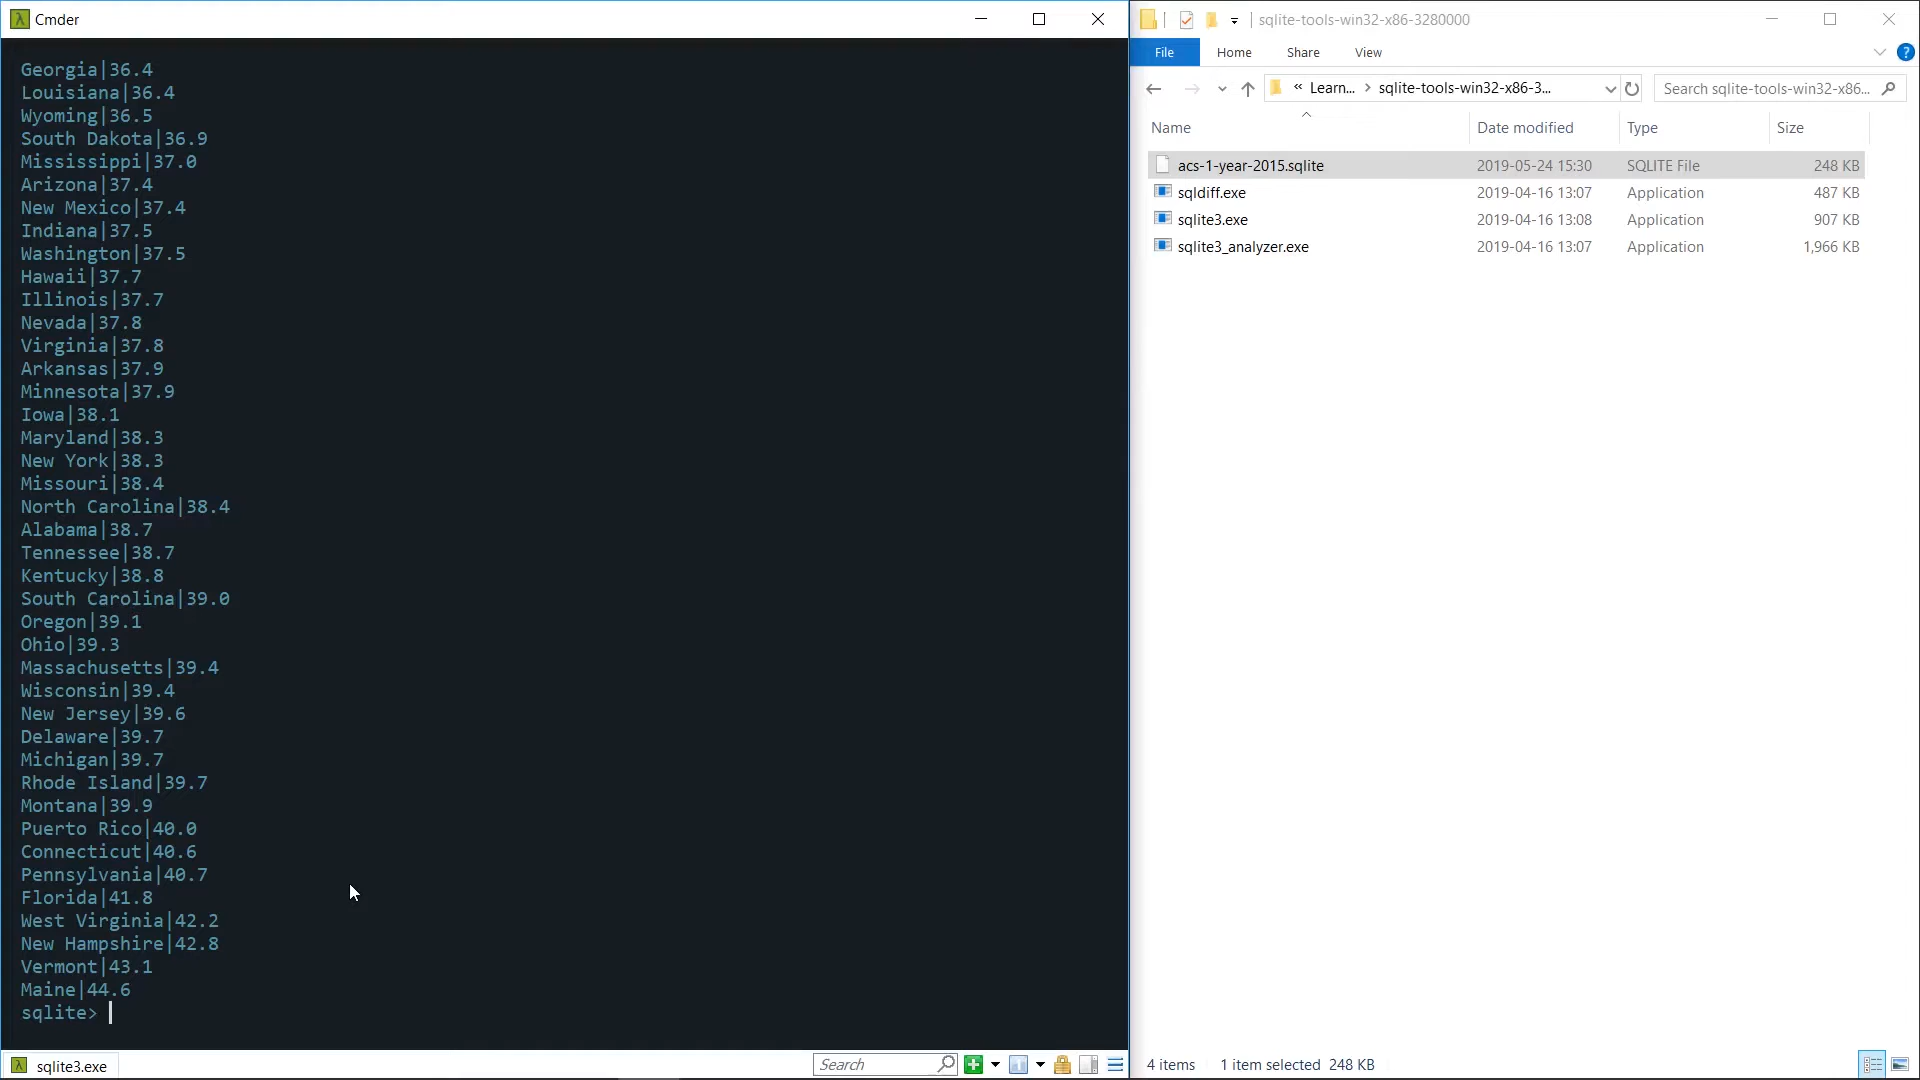 Cmder
Georgia|36.4
Louisiana|36.4
Wyoming|36.5
South Dakota|36.9
Mississippi|37.0
Arizona|37.4
New Mexico|37.4
Indiana|37.5
Washington|37.5
Hawaii|37.7
Illinois|37.7
Nevada|37.8
Virginia|37.8
Arkansas|37.9
Minnesota|37.9
Iowa|38.1
Maryland|38.3
New York|38.3
Missouri|38.4
North Carolina|38.4
Alabama|38.7
Tennessee|38.7
Kentucky|38.8
South Carolina|39.0
Oregon|39.1
Ohio|39.3
Massachusetts|39.4
Wisconsin|39.4
New Jersey|39.6
Delaware|39.7
Michigan|39.7
Rhode Island|39.7
Montana|39.9
Puerto Rico|40.0
Connecticut|40.6
Pennsylvania|40.7
Florida|41.8
West Virginia|42.2
New Hampshire|42.8
Vermont|43.1
Maine|44.6
sqlite>
sqlite3.exe Search
sqlite-tools-win32-x86-3280000
File Home Share View
« Learn... > sqlite-tools-win32-x86-3... Search sqlite-tools-win32-x86...
Name Date modified Type Size
acs-1-year-2015.sqlite 2019-05-24 15:30 SQLITE File 248 KB
sqldiff.exe 2019-04-16 13:07 Application 487 KB
sqlite3.exe 2019-04-16 13:08 Application 907 KB
sqlite3_analyzer.exe 2019-04-16 13:07 Application 1,966 KB
4 items 1 item selected 248 KB